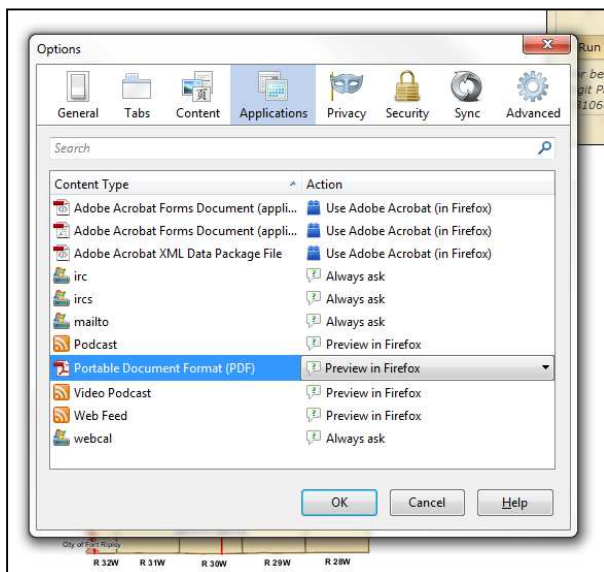 Options
Run
r be
git P
3106
General Tabs Content Applications Privacy Security Sync Advanced
Search
Content Type Action
Adobe Acrobat Forms Document (appli... Use Adobe Acrobat (in Firefox)
Adobe Acrobat Forms Document (appli... Use Adobe Acrobat (in Firefox)
Adobe Acrobat XML Data Package File Use Adobe Acrobat (in Firefox)
irc Always ask
ircs Always ask
mailto Always ask
Podcast Preview in Firefox
Portable Document Format (PDF) Preview in Firefox
Video Podcast Preview in Firefox
Web Feed Preview in Firefox
webcal Always ask
OK Cancel Help
City of Fort Ripley
R 32W R 31W R 30W R 29W R 28W